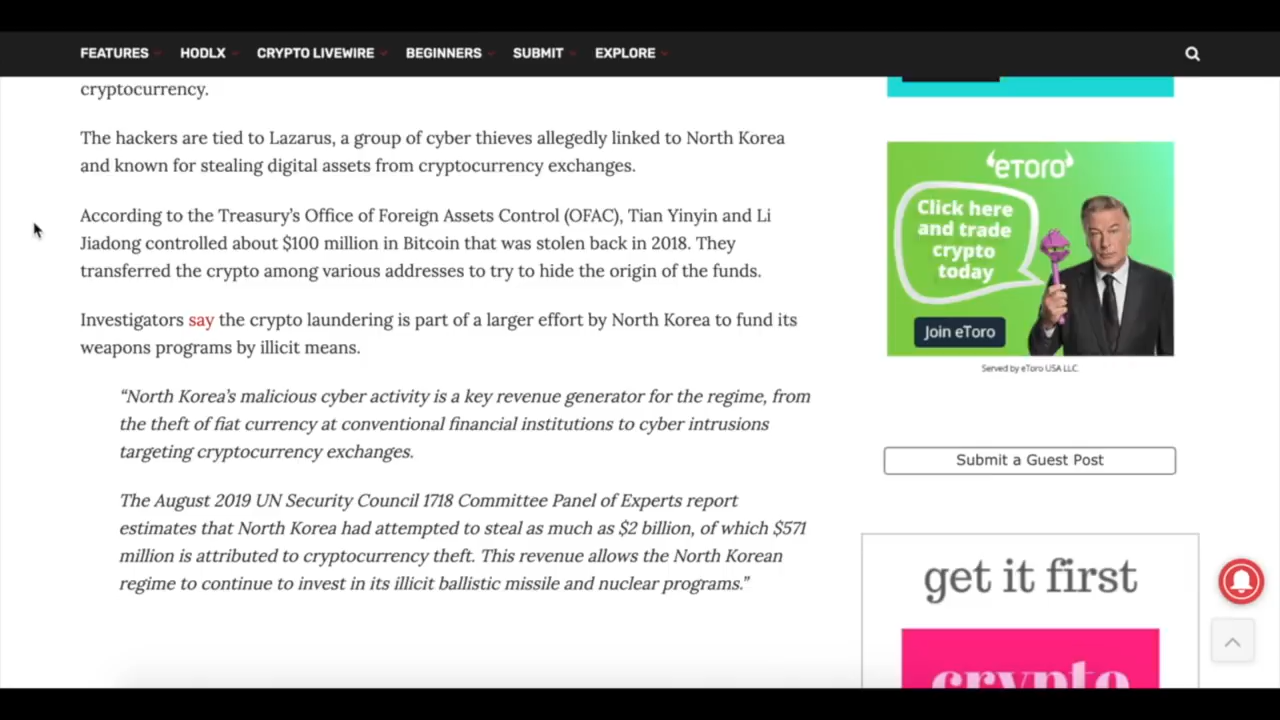 FEATURES HODLX CRYPTO LIVEWIRE BEGINNERS SUBMIT EXPLORE
cryptocurrency.
The hackers are tied to Lazarus, a group of cyber thieves allegedly linked to North Korea
and known for stealing digital assets from cryptocurrency exchanges.
According to the Treasury’s Office of Foreign Assets Control (OFAC), Tian Yinyin and Li
Jiadong controlled about $100 million in Bitcoin that was stolen back in 2018. They
transferred the crypto among various addresses to try to hide the origin of the funds.
Investigators say the crypto laundering is part of a larger effort by North Korea to fund its
weapons programs by illicit means.
“North Korea’s malicious cyber activity is a key revenue generator for the regime, from
the theft of fiat currency at conventional financial institutions to cyber intrusions
targeting cryptocurrency exchanges.
The August 2019 UN Security Council 1718 Committee Panel of Experts report
estimates that North Korea had attempted to steal as much as $2 billion, of which $571
million is attributed to cryptocurrency theft. This revenue allows the North Korean
regime to continue to invest in its illicit ballistic missile and nuclear programs.”
eToro
Click here
and trade
crypto
today
Join eToro
Served by eToro USA LLC.
Submit a Guest Post
get it first
crypto